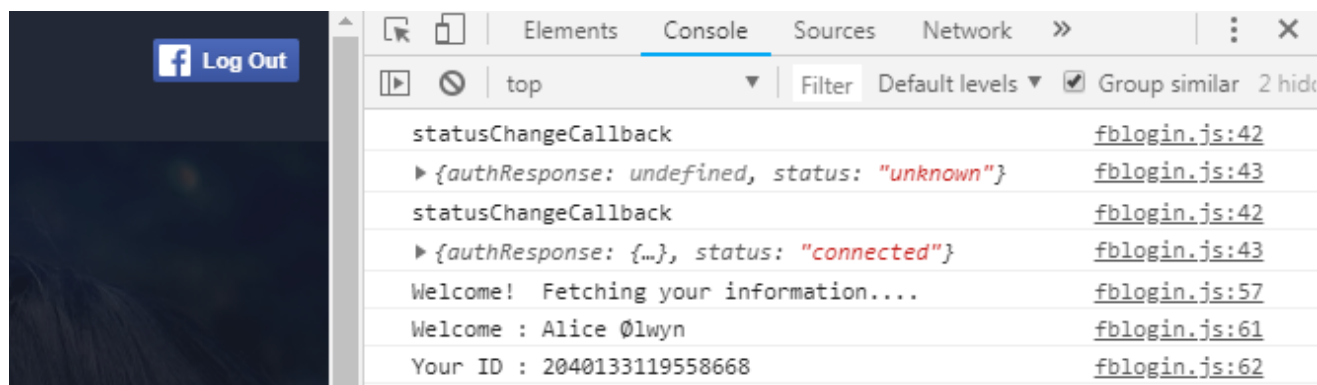 Log Out
Elements Console Sources Network »
top Filter Default levels Group similar 2 hidd
statusChangeCallback fblogin.js:42
{authResponse: undefined, status: "unknown"} fblogin.js:43
statusChangeCallback fblogin.js:42
{authResponse: {…}, status: "connected"} fblogin.js:43
Welcome!  Fetching your information.... fblogin.js:57
Welcome : Alice Ølwyn fblogin.js:61
Your ID : 2040133119558668 fblogin.js:62